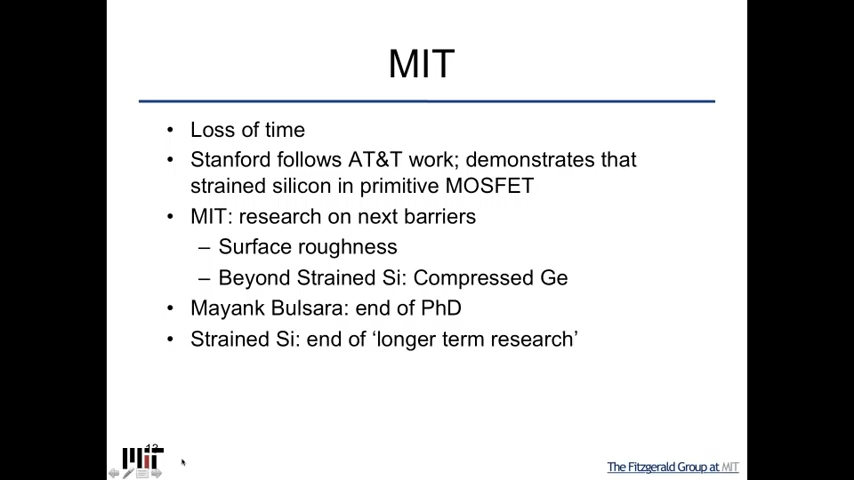 MIT
• Loss of time
• Stanford follows AT&T work; demonstrates that
strained silicon in primitive MOSFET
• MIT: research on next barriers
– Surface roughness
– Beyond Strained Si: Compressed Ge
• Mayank Bulsara: end of PhD
• Strained Si: end of ‘longer term research’
MIT
The Fitzgerald Group at MIT